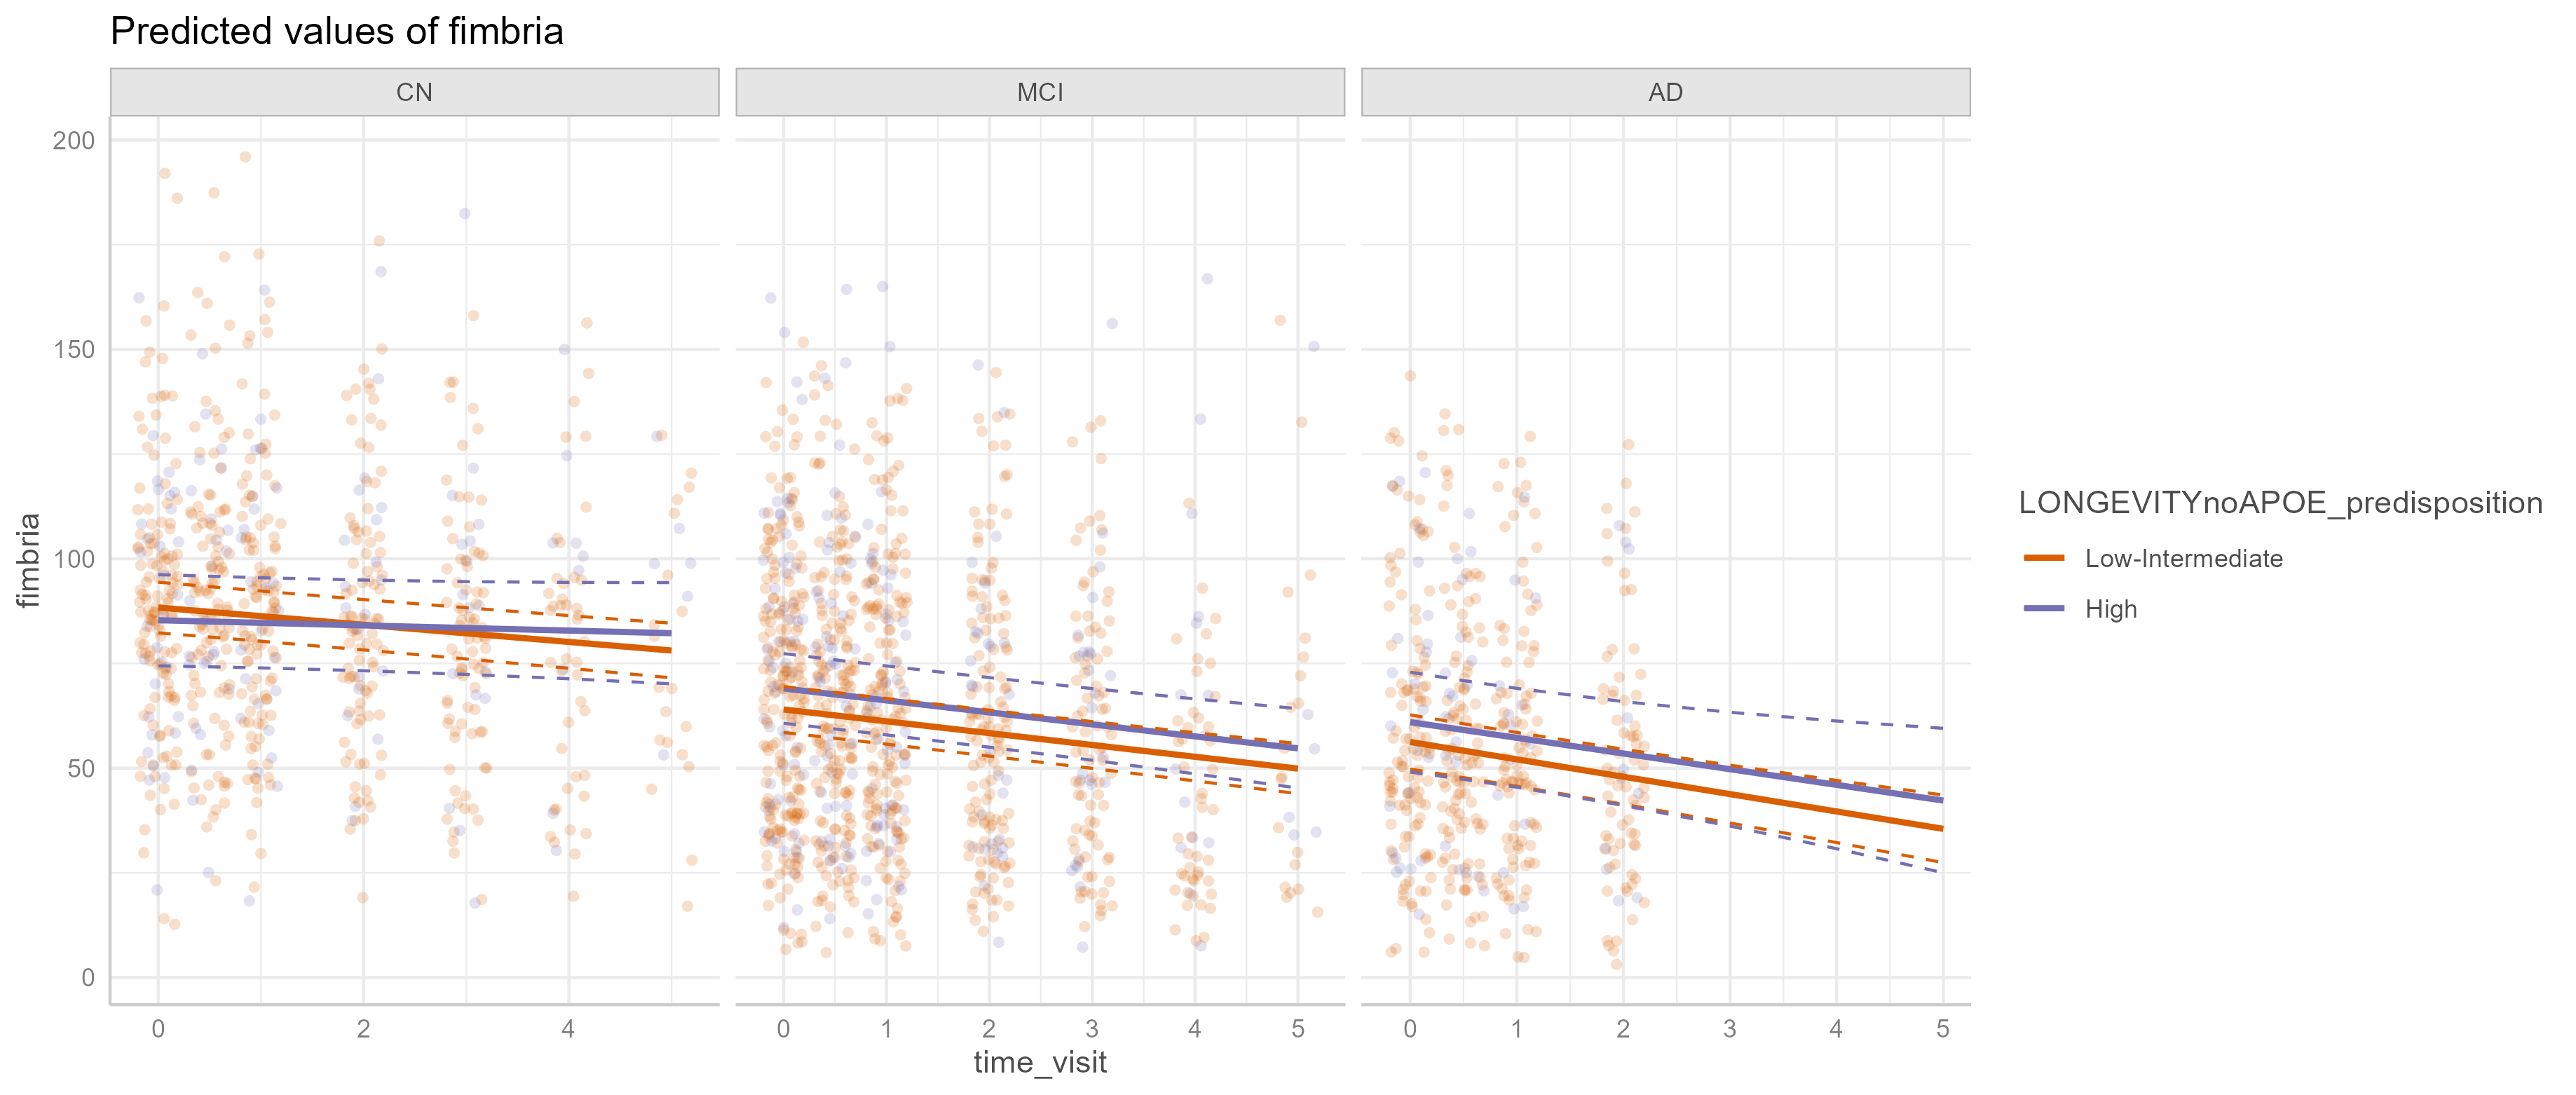 Predicted values of fimbria
CN
MCI
AD
200
150
100
50
0
fimbria
0 2 4
0 1 2 3 4 5
0 1 2 3 4 5
time_visit
LONGEVITYnoAPOE_predisposition
Low-Intermediate
High